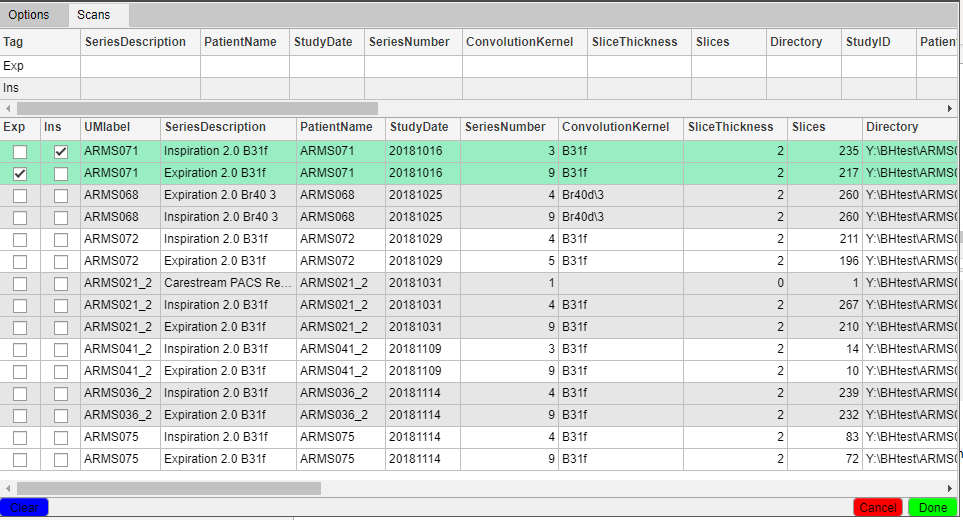 Options Scans
Tag SeriesDescription PatientName StudyDate SeriesNumber ConvolutionKernel SliceThickness Slices Directory StudyID Patien
Exp
Ins
Exp Ins UMlabel SeriesDescription PatientName StudyDate SeriesNumber ConvolutionKernel SliceThickness Slices Directory
ARMS071 Inspiration 2.0 B31f ARMS071 20181016 3 B31f 2 235 Y:\BHtest\ARMS0
ARMS071 Expiration 2.0 B31f ARMS071 20181016 9 B31f 2 217 Y:\BHtest\ARMS0
ARMS068 Expiration 2.0 Br40 3 ARMS068 20181025 4 Br40d\3 2 260 Y:\BHtest\ARMS0
ARMS068 Inspiration 2.0 Br40 3 ARMS068 20181025 9 Br40d\3 2 260 Y:\BHtest\ARMS0
ARMS072 Inspiration 2.0 B31f ARMS072 20181029 4 B31f 2 211 Y:\BHtest\ARMS0
ARMS072 Expiration 2.0 B31f ARMS072 20181029 5 B31f 2 196 Y:\BHtest\ARMS0
ARMS021_2 Carestream PACS Re... ARMS021_2 20181031 1 0 1 Y:\BHtest\ARMS0
ARMS021_2 Inspiration 2.0 B31f ARMS021_2 20181031 4 B31f 2 267 Y:\BHtest\ARMS0
ARMS021_2 Expiration 2.0 B31f ARMS021_2 20181031 9 B31f 2 210 Y:\BHtest\ARMS0
ARMS041_2 Inspiration 2.0 B31f ARMS041_2 20181109 3 B31f 2 14 Y:\BHtest\ARMS0
ARMS041_2 Expiration 2.0 B31f ARMS041_2 20181109 9 B31f 2 10 Y:\BHtest\ARMS0
ARMS036_2 Inspiration 2.0 B31f ARMS036_2 20181114 4 B31f 2 239 Y:\BHtest\ARMS0
ARMS036_2 Expiration 2.0 B31f ARMS036_2 20181114 9 B31f 2 232 Y:\BHtest\ARMS0
ARMS075 Inspiration 2.0 B31f ARMS075 20181114 4 B31f 2 83 Y:\BHtest\ARMS0
ARMS075 Expiration 2.0 B31f ARMS075 20181114 9 B31f 2 72 Y:\BHtest\ARMS0
Clear Cancel Done